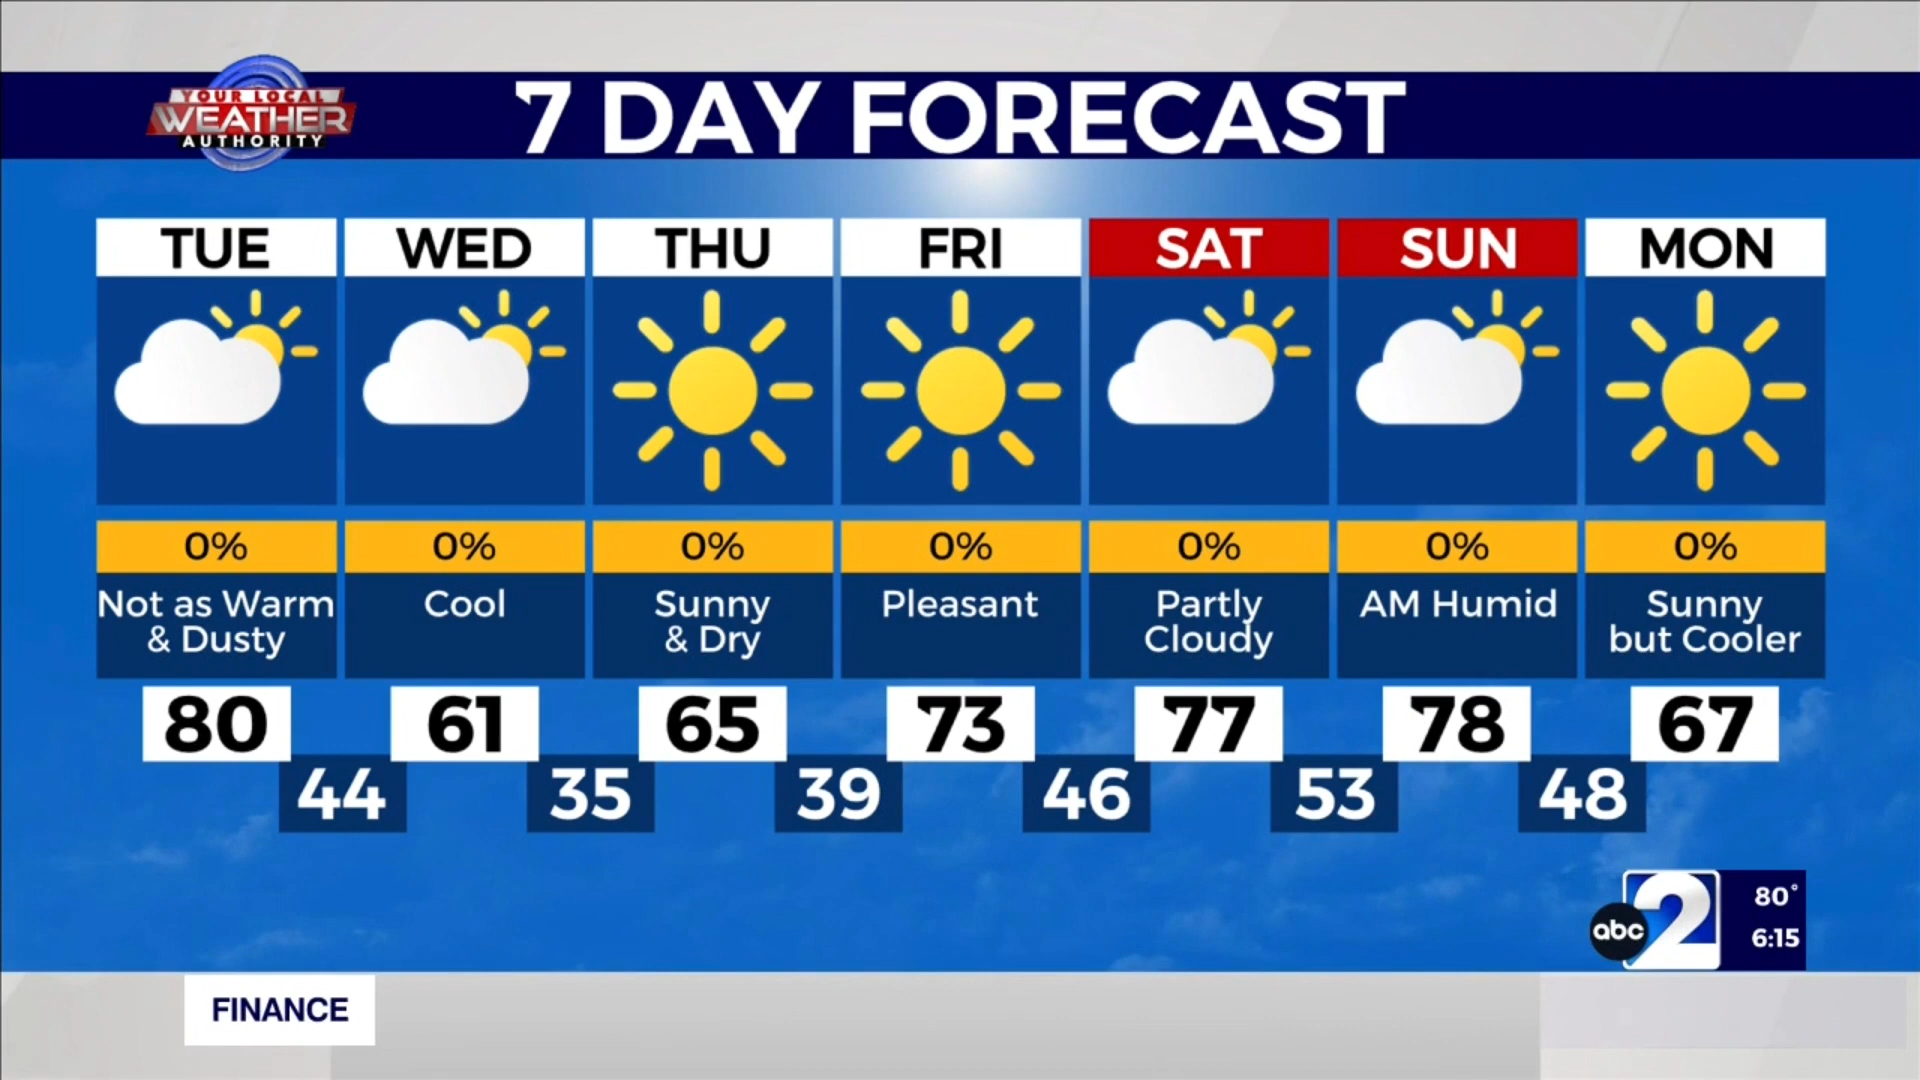 YOUR LOCAL
WEATHER
AUTHORITY
7 DAY FORECAST
TUE
WED
THU
FRI
SAT
SUN
MON
0%
0%
0%
0%
0%
0%
0%
Not as Warm
& Dusty
Cool
Sunny
& Dry
Pleasant
Partly
Cloudy
AM Humid
Sunny
but Cooler
80
61
65
73
77
78
67
44
35
39
46
53
48
abc
2
80°
6:15
FINANCE